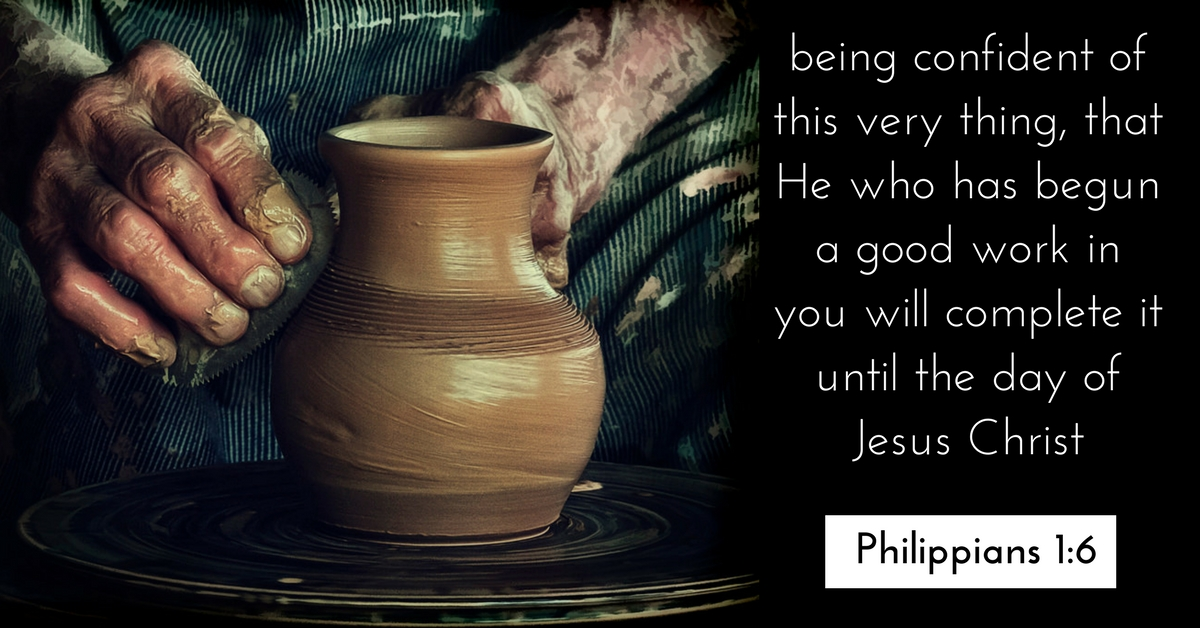 being confident of
this very thing, that
He who has begun
a good work in
you will complete it
until the day of
Jesus Christ
Philippians 1:6